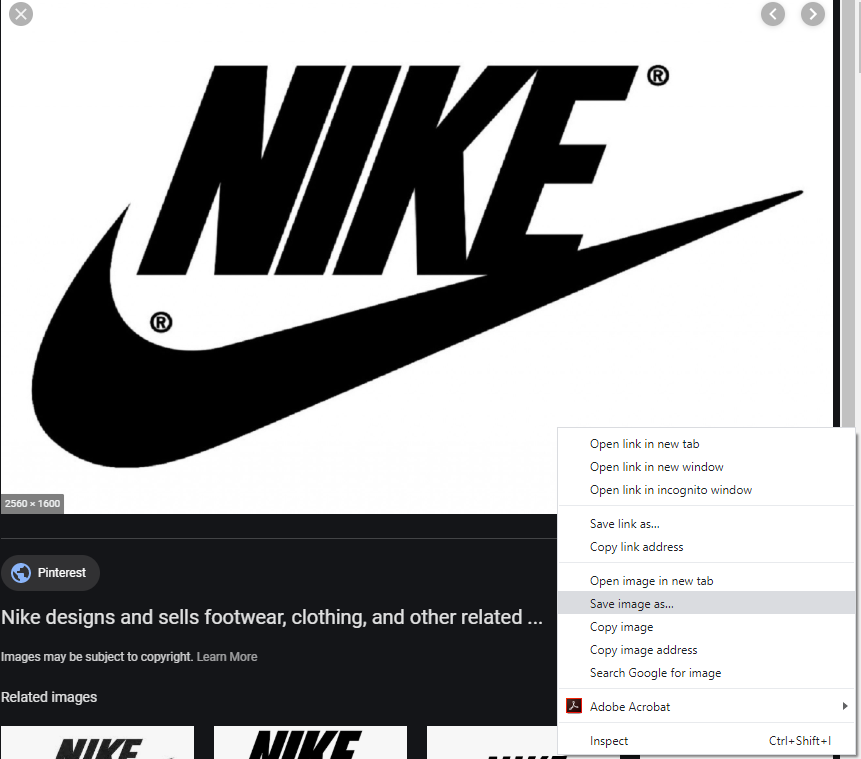 NIKE®
®
2560 × 1600
Pinterest
Nike designs and sells footwear, clothing, and other related ...
Images may be subject to copyright. Learn More
Related images
Open link in new tab
Open link in new window
Open link in incognito window
Save link as...
Copy link address
Open image in new tab
Save image as...
Copy image
Copy image address
Search Google for image
Adobe Acrobat
Inspect Ctrl+Shift+I
NIKE
NIKE